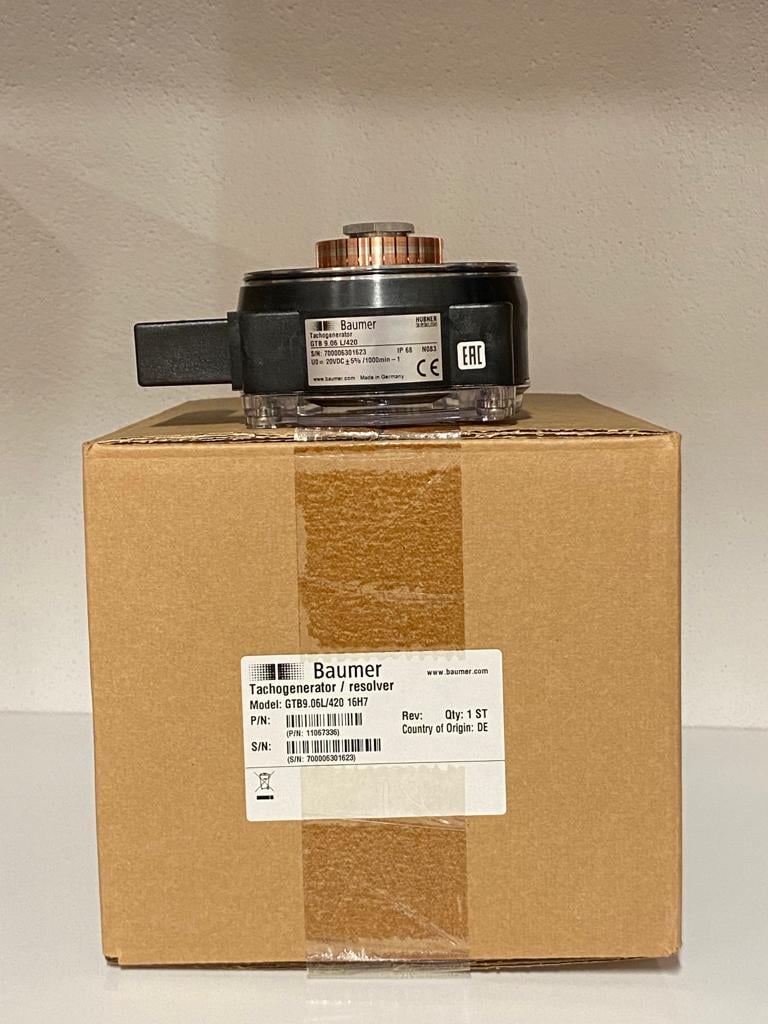 Baumer
HÜBNER
Tachogenerator
GTB 9.06 L/420
S/N: 700006301623 IP 68 N083
U0 = 20VDC ± 5% /1000min – 1
CE
www.baumer.com Made in Germany
EAC
Baumer
www.baumer.com
Tachogenerator / resolver
Model: GTB9.06L/420 16H7
P/N:
(P/N: 11067336)
Rev: Qty: 1 ST
Country of Origin: DE
S/N:
(S/N: 700006301623)